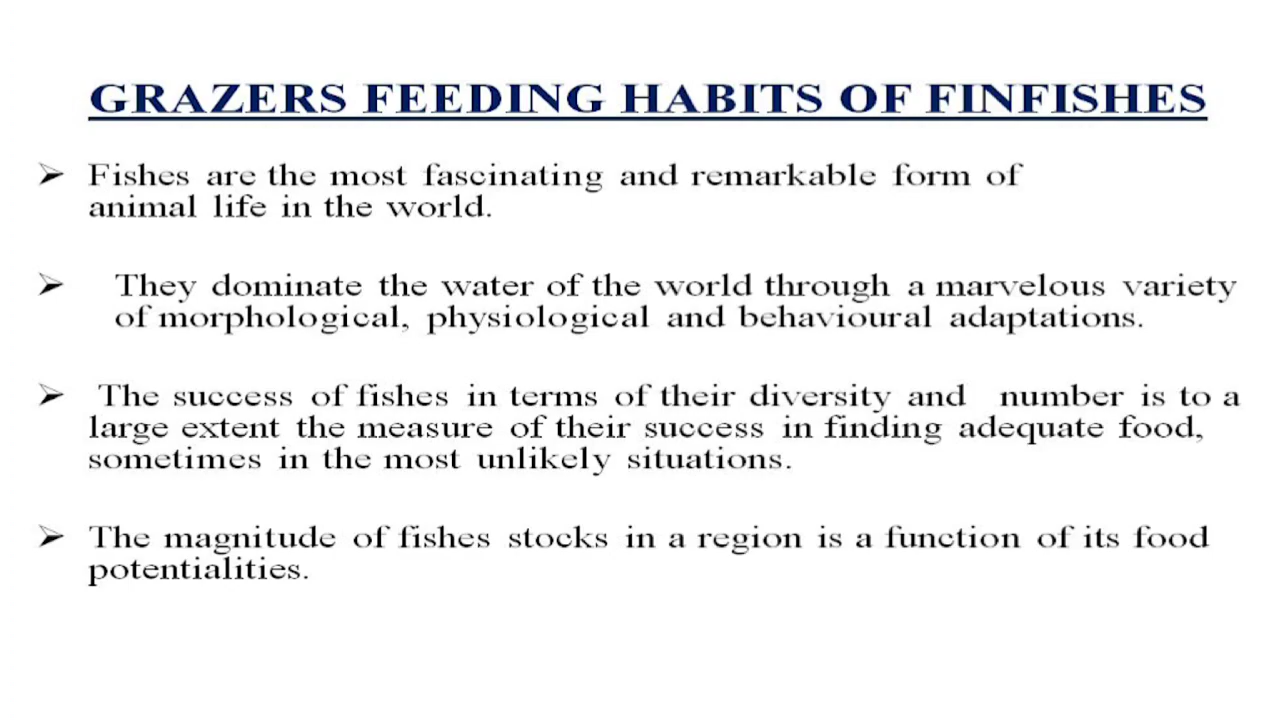 GRAZERS FEEDING HABITS OF FINFISHES
➢ Fishes are the most fascinating and remarkable form of
animal life in the world.
➢ They dominate the water of the world through a marvelous variety
of morphological, physiological and behavioural adaptations.
➢ The success of fishes in terms of their diversity and number is to a
large extent the measure of their success in finding adequate food,
sometimes in the most unlikely situations.
➢ The magnitude of fishes stocks in a region is a function of its food
potentialities.